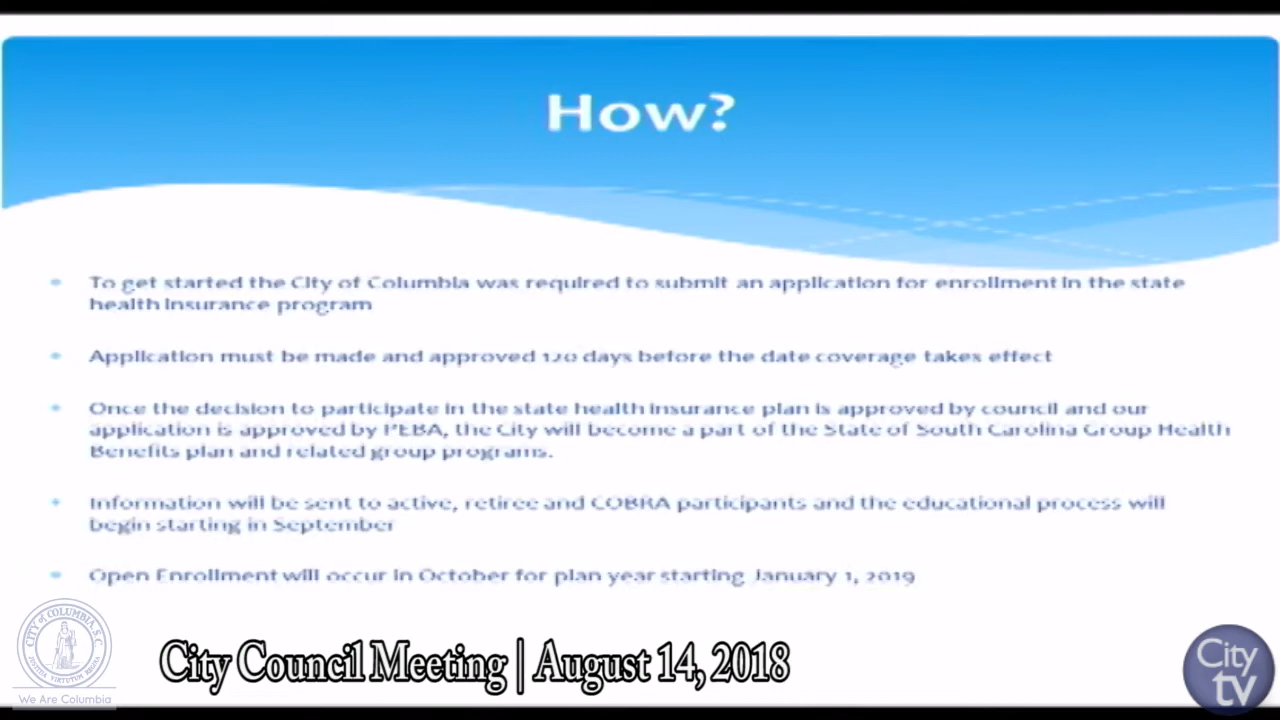 How?
• To get started the City of Columbia was required to submit an application for enrollment in the state
health insurance program
• Application must be made and approved 120 days before the date coverage takes effect
• Once the decision to participate in the state health insurance plan is approved by council and our
application is approved by PEBA, the City will become a part of the State of South Carolina Group Health
Benefits plan and related group programs.
• Information will be sent to active, retiree and COBRA participants and the educational process will
begin starting in September
• Open Enrollment will occur in October for plan year starting January 1, 2019
CITY OF COLUMBIA, S.C.
JUSTITIA VIRTUTUM REGINA
We Are Columbia
City Council Meeting | August 14, 2018
City
tv